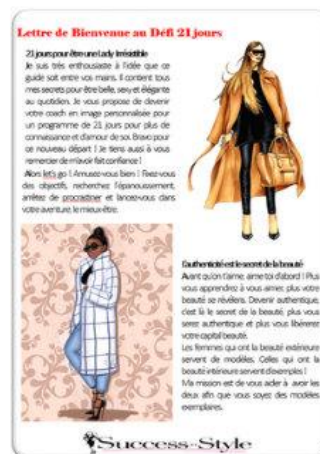 Lettre de Bienvenue au Défi 21 jours
21 jours pour être une Lady Irrésistible
Je suis très enthousiaste à l'idée que ce
guide soit entre vos mains. Il contient tous
mes secrets pour être belle, sexy et élégante
au quotidien. Je vous propose de devenir
votre coach en image personnalisée pour
un programme de 21 jours pour plus de
connaissance et d'amour de soi. Bravo pour
ce nouveau départ ! Je tiens aussi à vous
remercier de m'avoir fait confiance !
Alors let's go ! Amusez-vous bien ! Fixez-vous
des objectifs, recherchez l'épanouissement,
arrêtez de procrastiner et lancez-vous dans
votre aventure, le mieux-être.
L'authenticité est le secret de la beauté
Avant qu'on t'aime, aime toi d'abord ! Plus
vous apprendrez à vous aimer, plus votre
beauté se révélera. Devenir authentique,
c'est là le secret de la beauté, plus vous
serez authentique et plus vous libérerez
votre capital beauté.
Les femmes qui ont la beauté extérieure
servent de modèles. Celles qui ont la
beauté intérieure servent d'exemples !
Ma mission est de vous aider à avoir les
deux afin que vous soyez des modèles
exemplaires.
Success Style